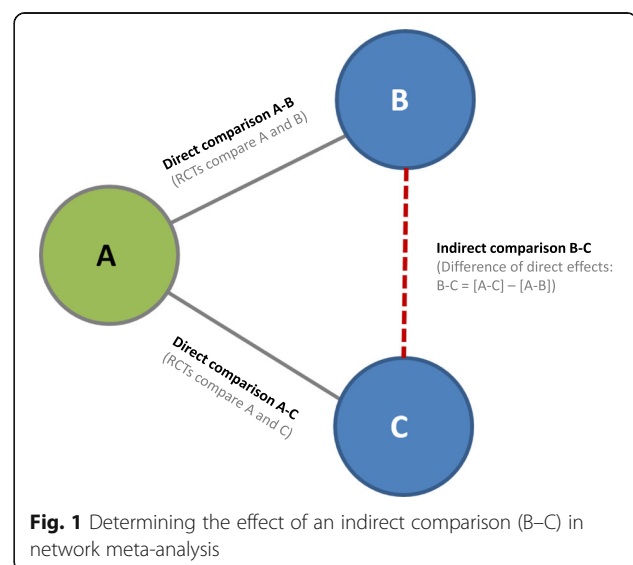 B
Direct comparison A-B
(RCTs compare A and B)
A
Indirect comparison B-C
(Difference of direct effects:
B-C = [A-C] – [A-B])
Direct comparison A-C
(RCTs compare A and C)
C
Fig. 1 Determining the effect of an indirect comparison (B–C) in
network meta-analysis